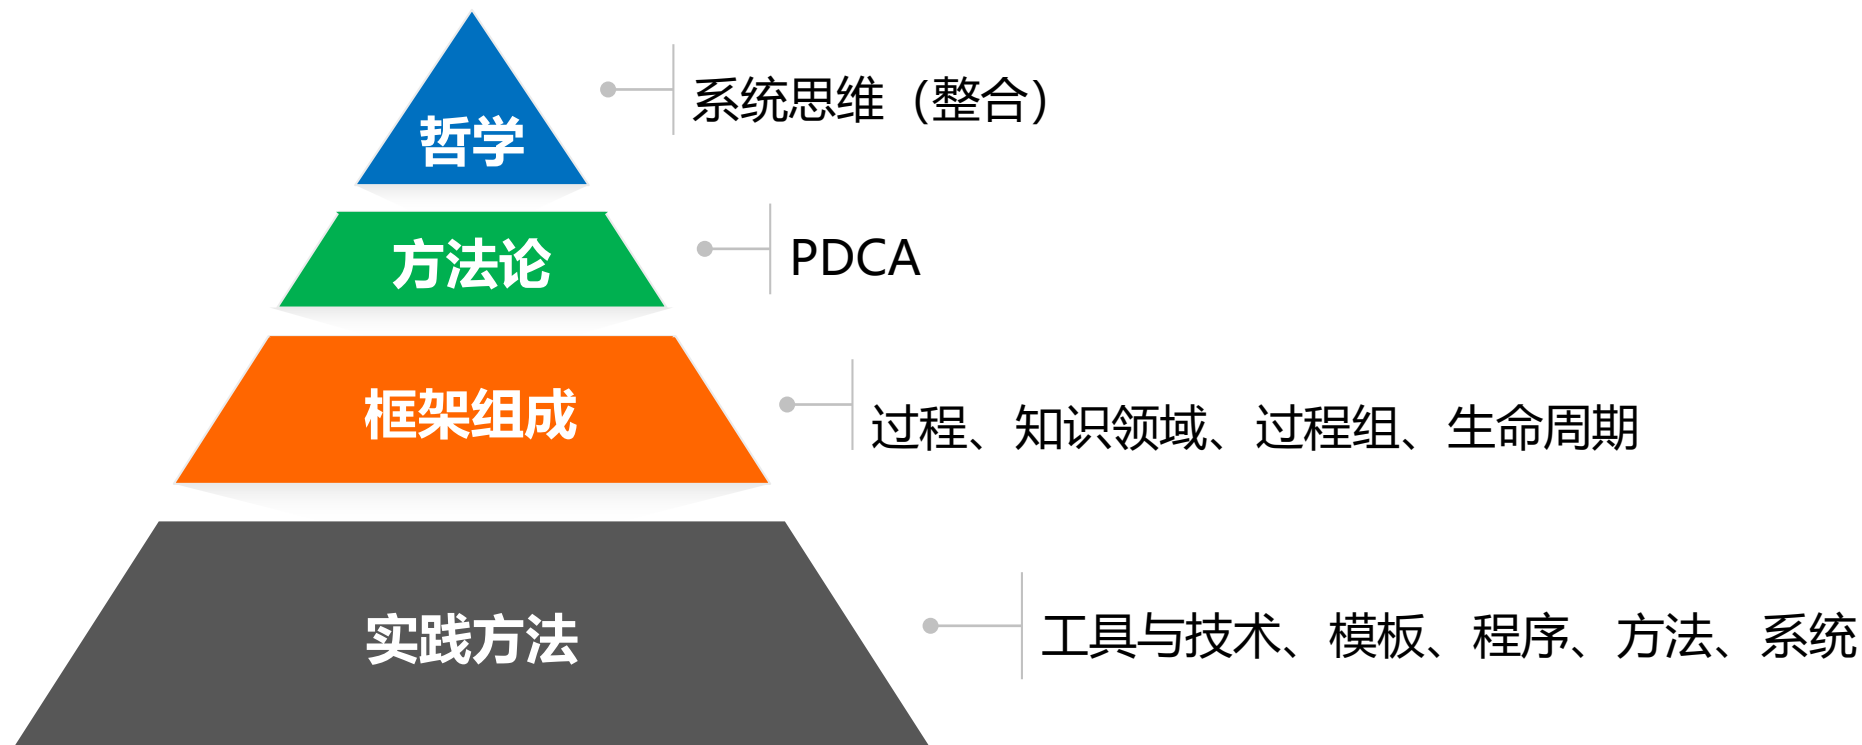 哲学
系统思维（整合）
方法论
PDCA
框架组成
过程、知识领域、过程组、生命周期
实践方法
工具与技术、模板、程序、方法、系统